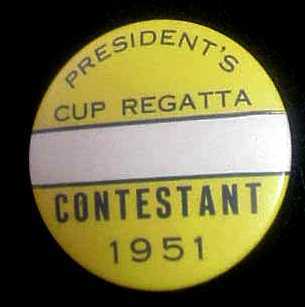 PRESIDENT'S
CUP REGATTA
CONTESTANT
1951